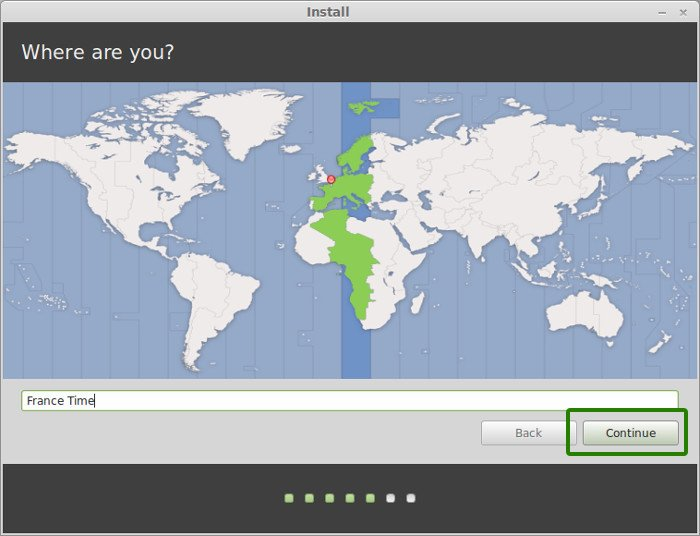 Install
Where are you?
France Time
Back
Continue